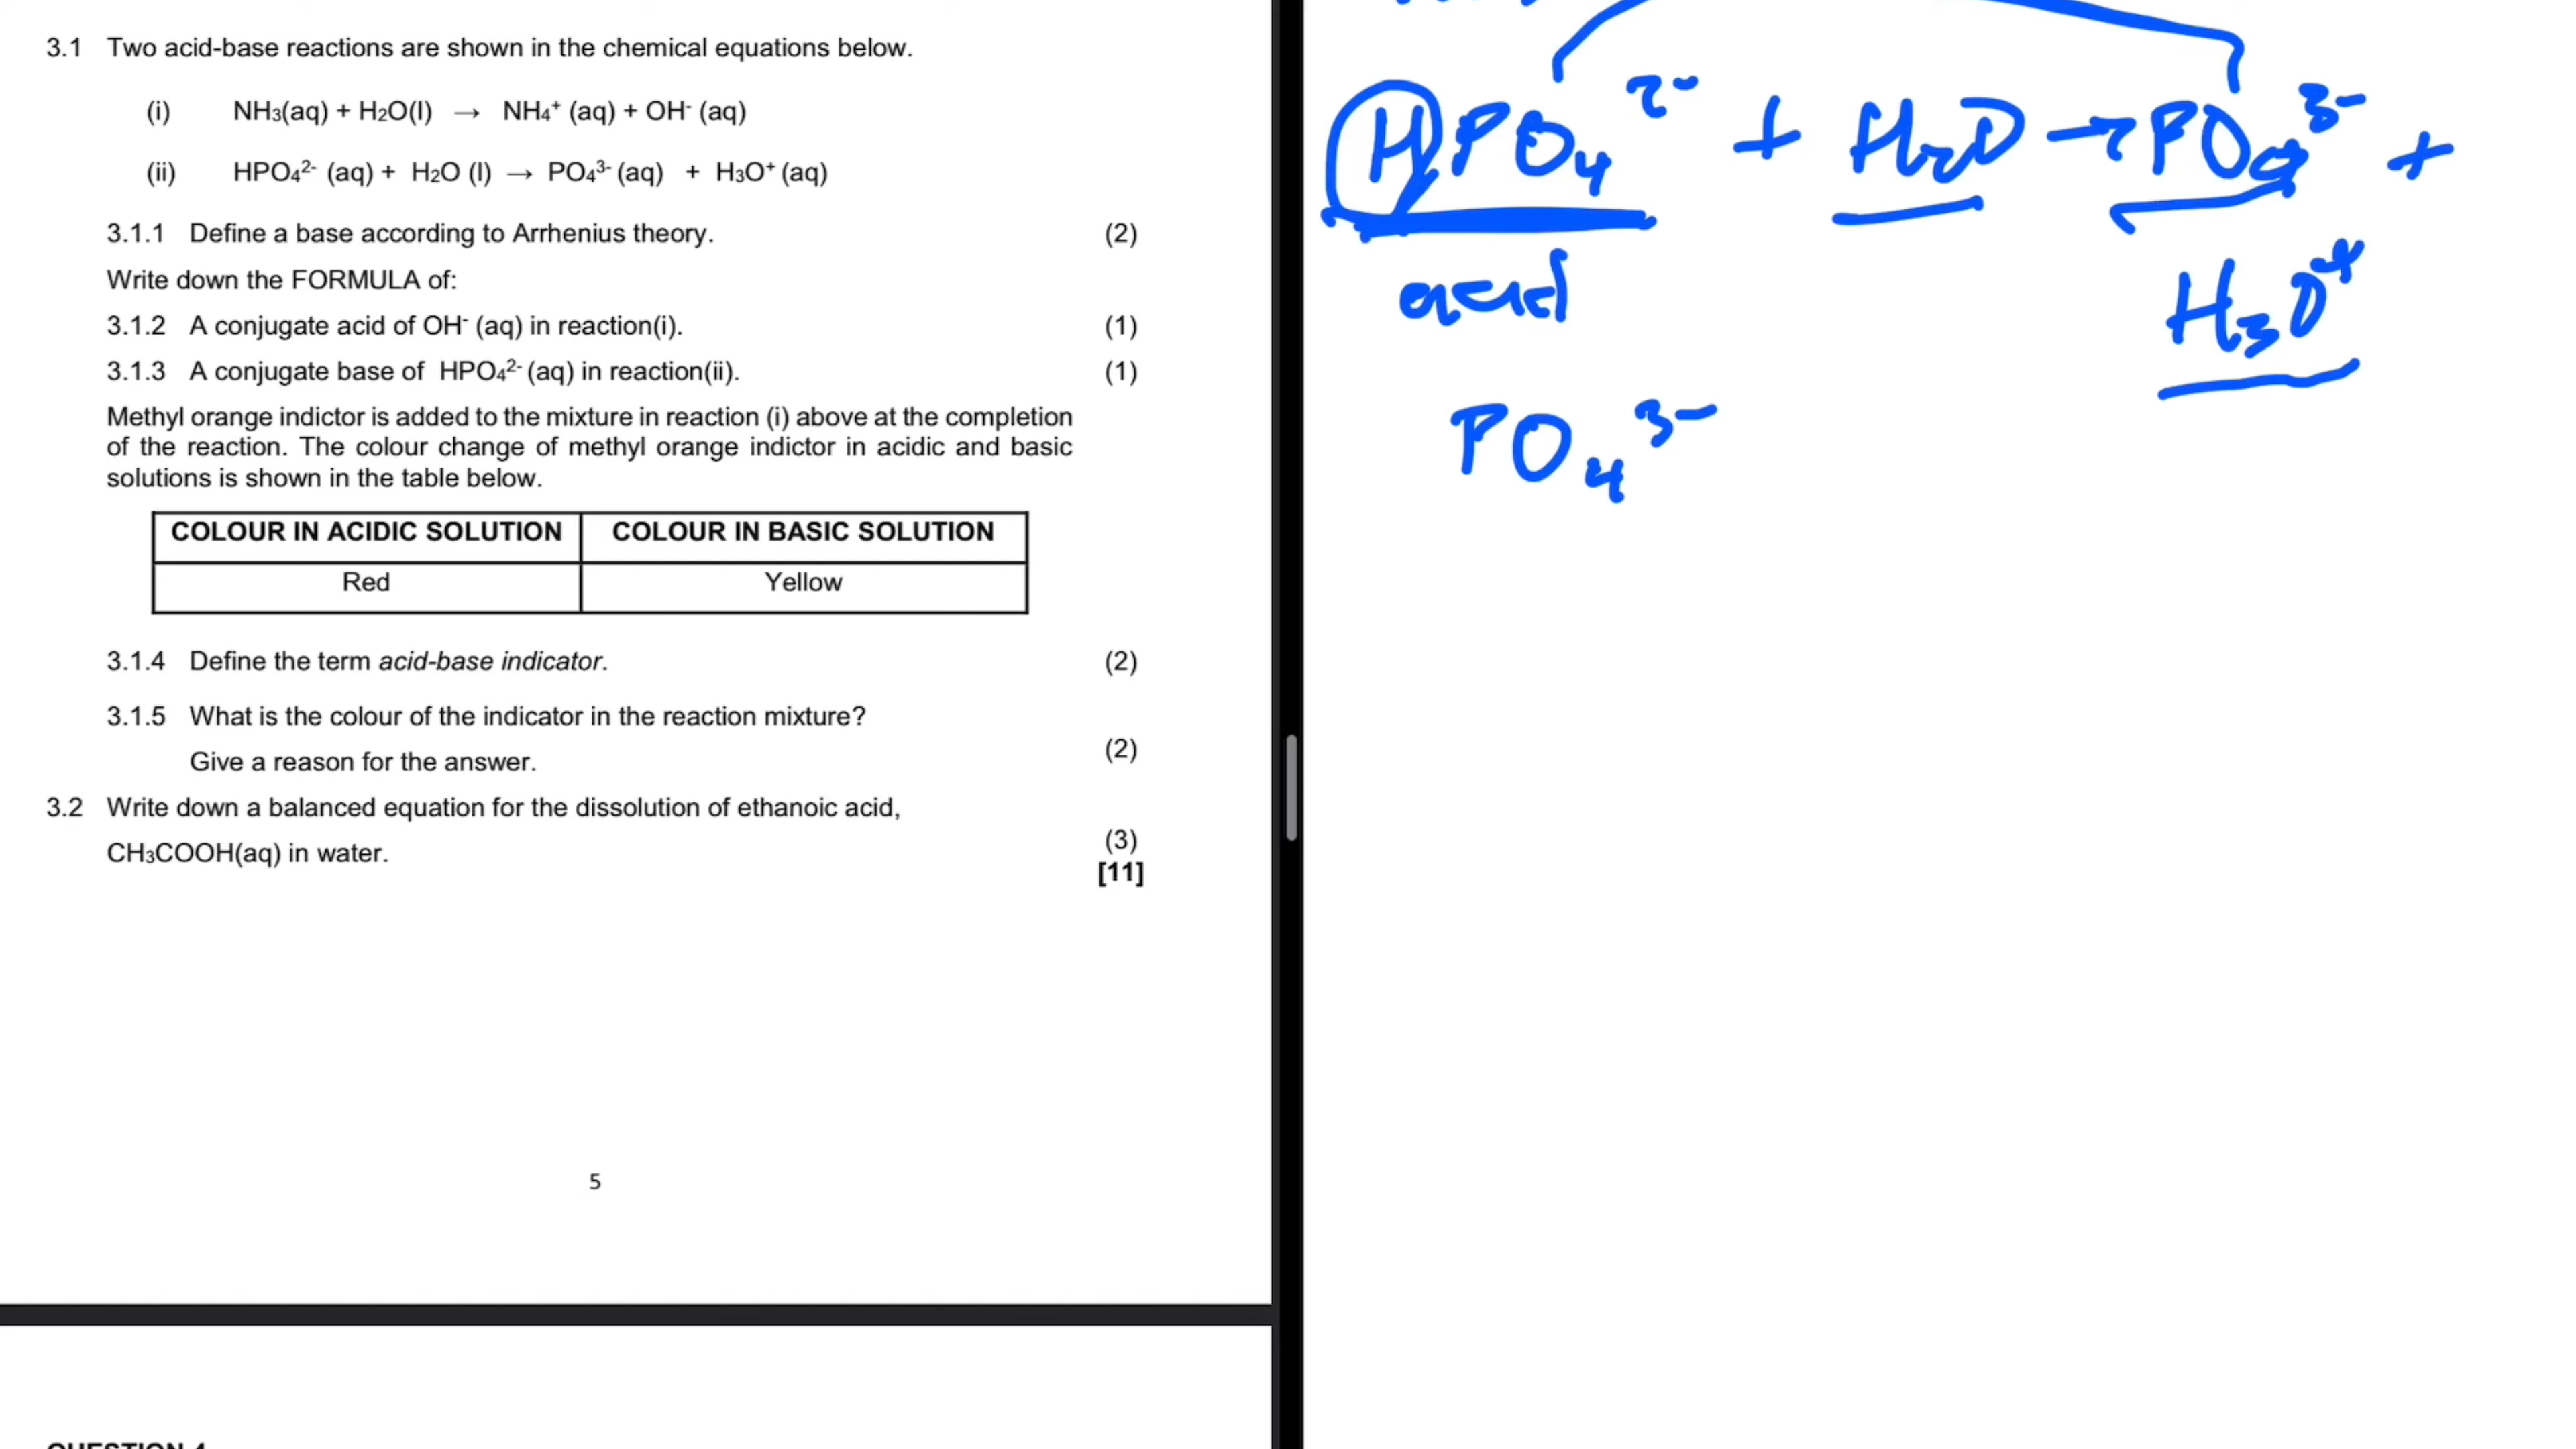 3.1 Two acid-base reactions are shown in the chemical equations below.
(i) NH₃(aq) + H₂O(l) → NH₄⁺ (aq) + OH⁻ (aq)
(ii) HPO₄²⁻ (aq) + H₂O (l) → PO₄³⁻ (aq) + H₃O⁺ (aq)
3.1.1 Define a base according to Arrhenius theory. (2)
Write down the FORMULA of:
3.1.2 A conjugate acid of OH⁻ (aq) in reaction(i). (1)
3.1.3 A conjugate base of HPO₄²⁻ (aq) in reaction(ii). (1)
Methyl orange indictor is added to the mixture in reaction (i) above at the completion
of the reaction. The colour change of methyl orange indictor in acidic and basic
solutions is shown in the table below.
COLOUR IN ACIDIC SOLUTION COLOUR IN BASIC SOLUTION
Red Yellow
3.1.4 Define the term acid-base indicator. (2)
3.1.5 What is the colour of the indicator in the reaction mixture?
Give a reason for the answer. (2)
3.2 Write down a balanced equation for the dissolution of ethanoic acid,
CH₃COOH(aq) in water. (3)
[11]
5
HPO₄²⁻ + H₂O → PO₄³⁻ +
H₃O⁺
acid
PO₄³⁻